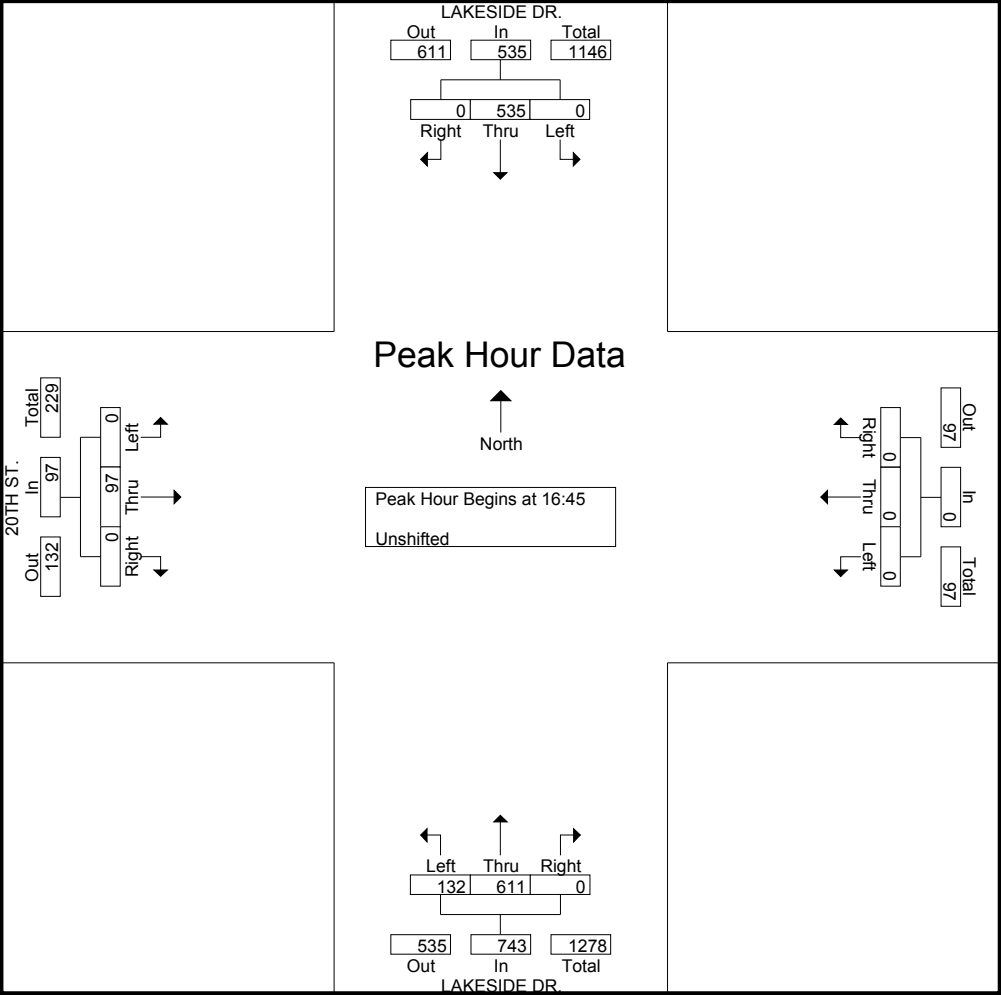 LAKESIDE DR.
Out In Total
611 535 1146
0 535 0
Right Thru Left
Peak Hour Data
North
Peak Hour Begins at 16:45
Unshifted
20TH ST.
Out In Total
132 97 229
Left Thru Right
0 97 0
Right Thru Left
0 0 0
Out In Total
97 0 97
Left Thru Right
132 611 0
535 743 1278
Out In Total
LAKESIDE DR.